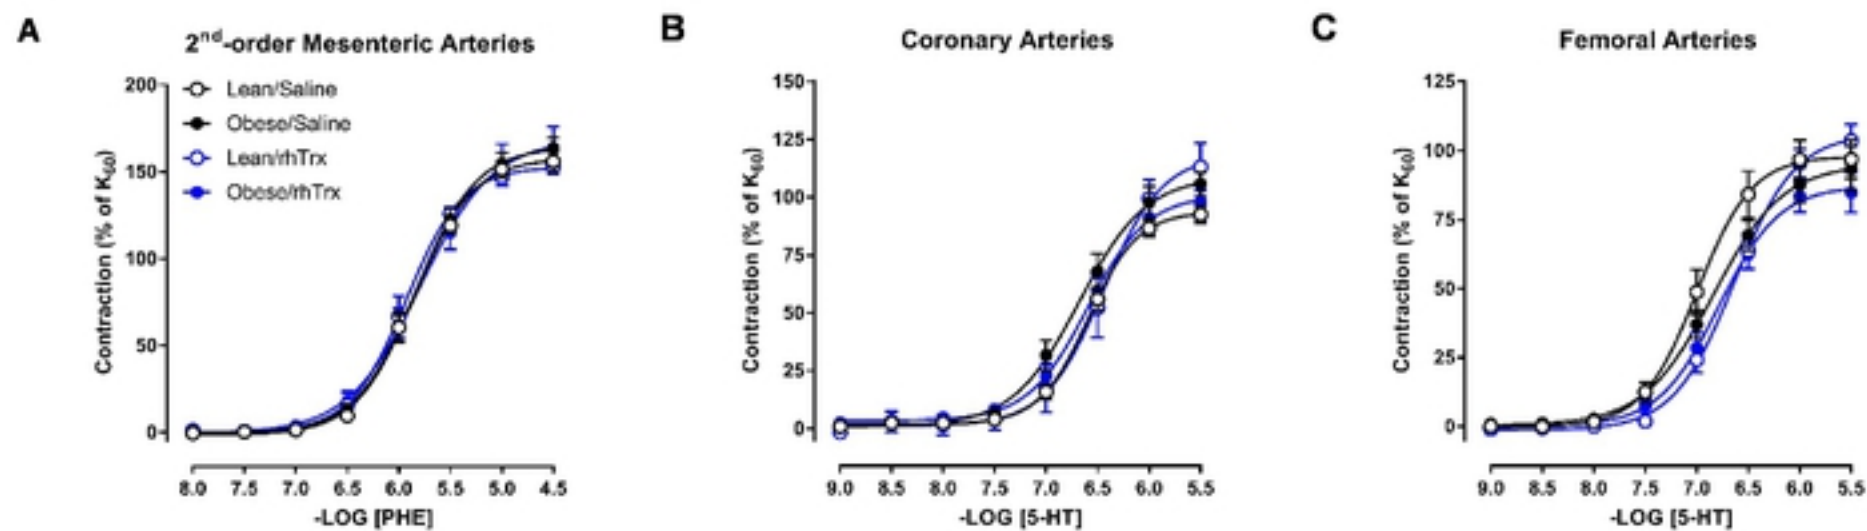 A
2nd-order Mesenteric Arteries
Lean/Saline
Obese/Saline
Lean/rhTrx
Obese/rhTrx
Contraction (% of K60)
200
150
100
50
0
8.0 7.5 7.0 6.5 6.0 5.5 5.0 4.5
-LOG [PHE]
B
Coronary Arteries
Contraction (% of K60)
150
125
100
75
50
25
0
9.0 8.5 8.0 7.5 7.0 6.5 6.0 5.5
-LOG [5-HT]
C
Femoral Arteries
Contraction (% of K60)
125
100
75
50
25
0
9.0 8.5 8.0 7.5 7.0 6.5 6.0 5.5
-LOG [5-HT]